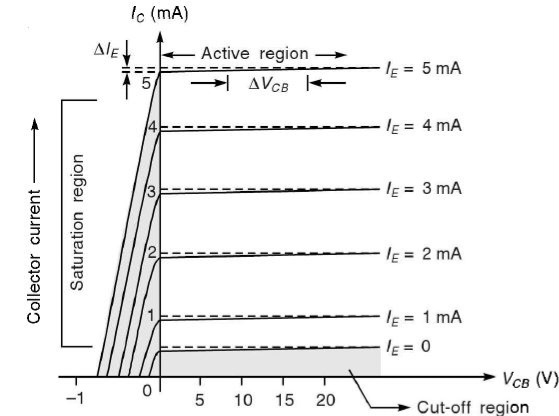 I_C (mA)
ΔI_E
Active region
ΔV_CB
5
4
3
2
1
I_E = 5 mA
I_E = 4 mA
I_E = 3 mA
I_E = 2 mA
I_E = 1 mA
I_E = 0
Collector current
Saturation region
−1
0
5
10
15
20
V_CB (V)
Cut-off region